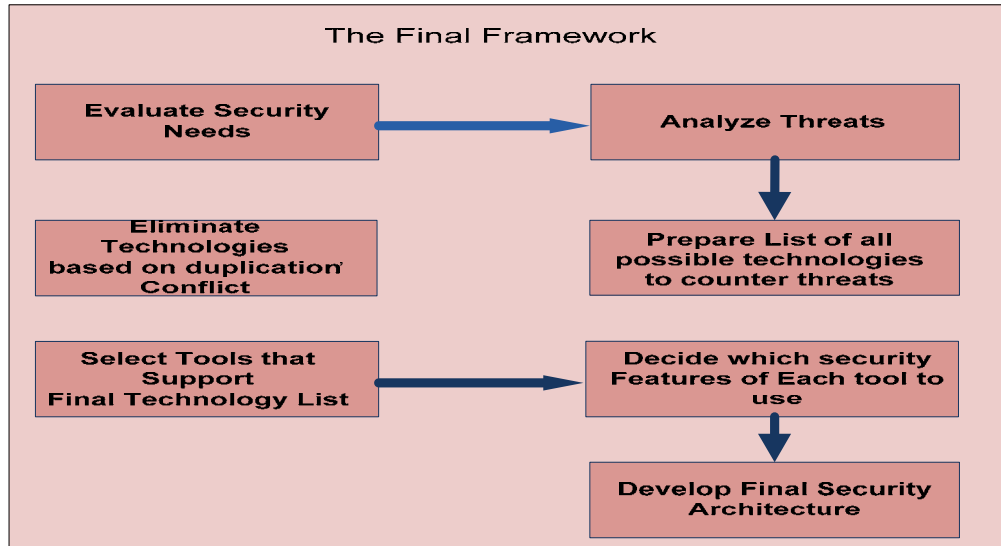 The Final Framework
Evaluate Security
Needs
Analyze Threats
Eliminate
Technologies
based on duplication,
Conflict
Prepare List of all
possible technologies
to counter threats
Select Tools that
Support
Final Technology List
Decide which security
Features of Each tool to
use
Develop Final Security
Architecture